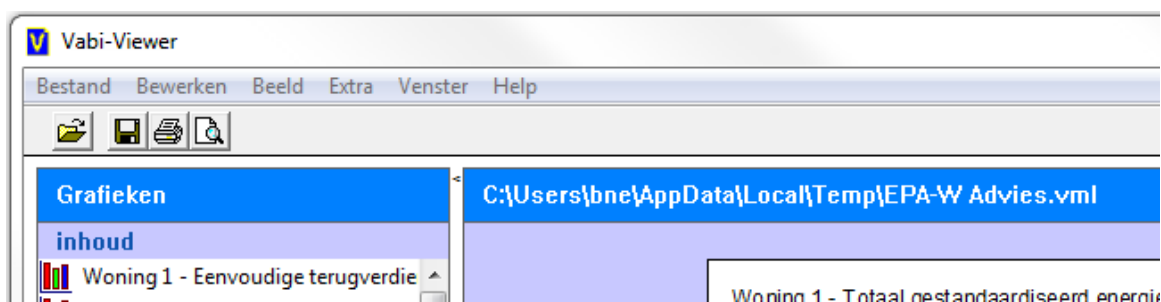 Vabi-Viewer
Bestand Bewerken Beeld Extra Venster Help
Grafieken
inhoud
Woning 1 - Eenvoudige terugverdie
C:\Users\bne\AppData\Local\Temp\EPA-W Advies.vml
Woning 1 - Totaal gestandaardiseerd energie